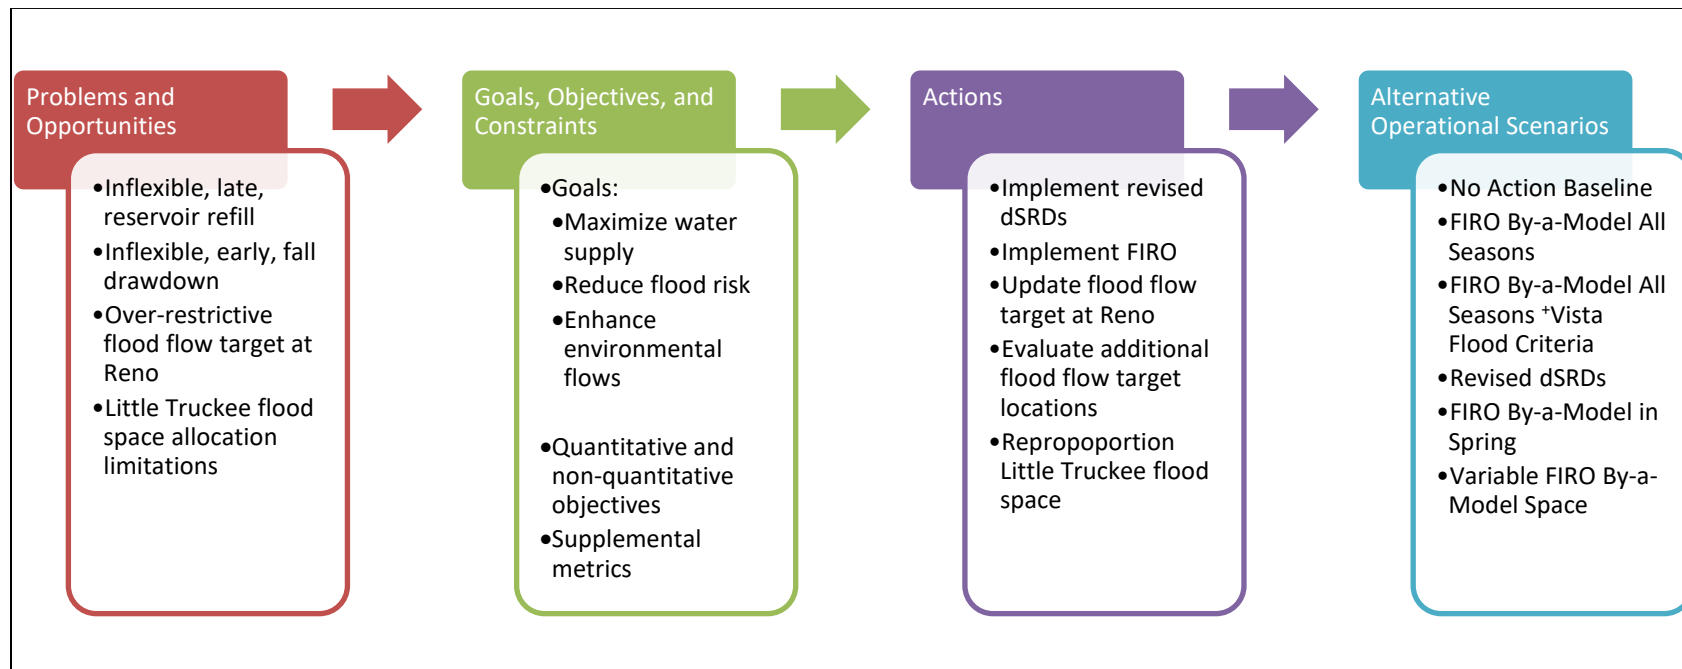 Problems and
Opportunities
•Inflexible, late,
reservoir refill
•Inflexible, early, fall
drawdown
•Over-restrictive
flood flow target at
Reno
•Little Truckee flood
space allocation
limitations
Goals, Objectives, and
Constraints
•Goals:
•Maximize water
supply
•Reduce flood risk
•Enhance
environmental
flows
•Quantitative and
non-quantitative
objectives
•Supplemental
metrics
Actions
•Implement revised
dSRDs
•Implement FIRO
•Update flood flow
target at Reno
•Evaluate additional
flood flow target
locations
•Repropoportion
Little Truckee flood
space
Alternative
Operational Scenarios
•No Action Baseline
•FIRO By-a-Model All
Seasons
•FIRO By-a-Model All
Seasons +Vista
Flood Criteria
•Revised dSRDs
•FIRO By-a-Model in
Spring
•Variable FIRO By-a-
Model Space